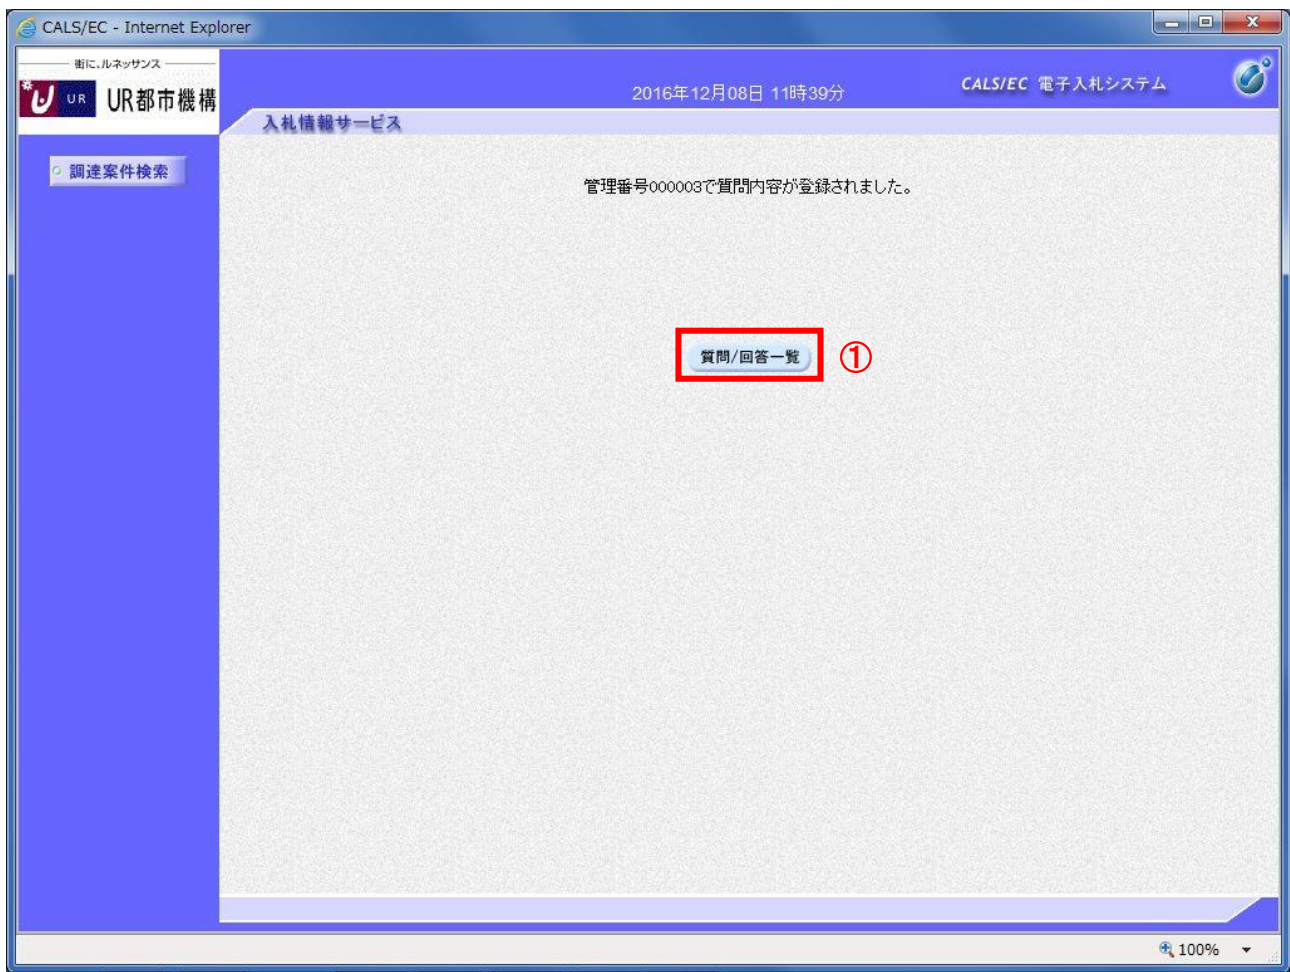 CALS/EC - Internet Explorer
街に、ルネッサンス
UR UR都市機構
2016年12月08日 11時39分
CALS/EC 電子入札システム
入札情報サービス
調達案件検索
管理番号000003で質問内容が登録されました。
質問/回答一覧 ①
100%